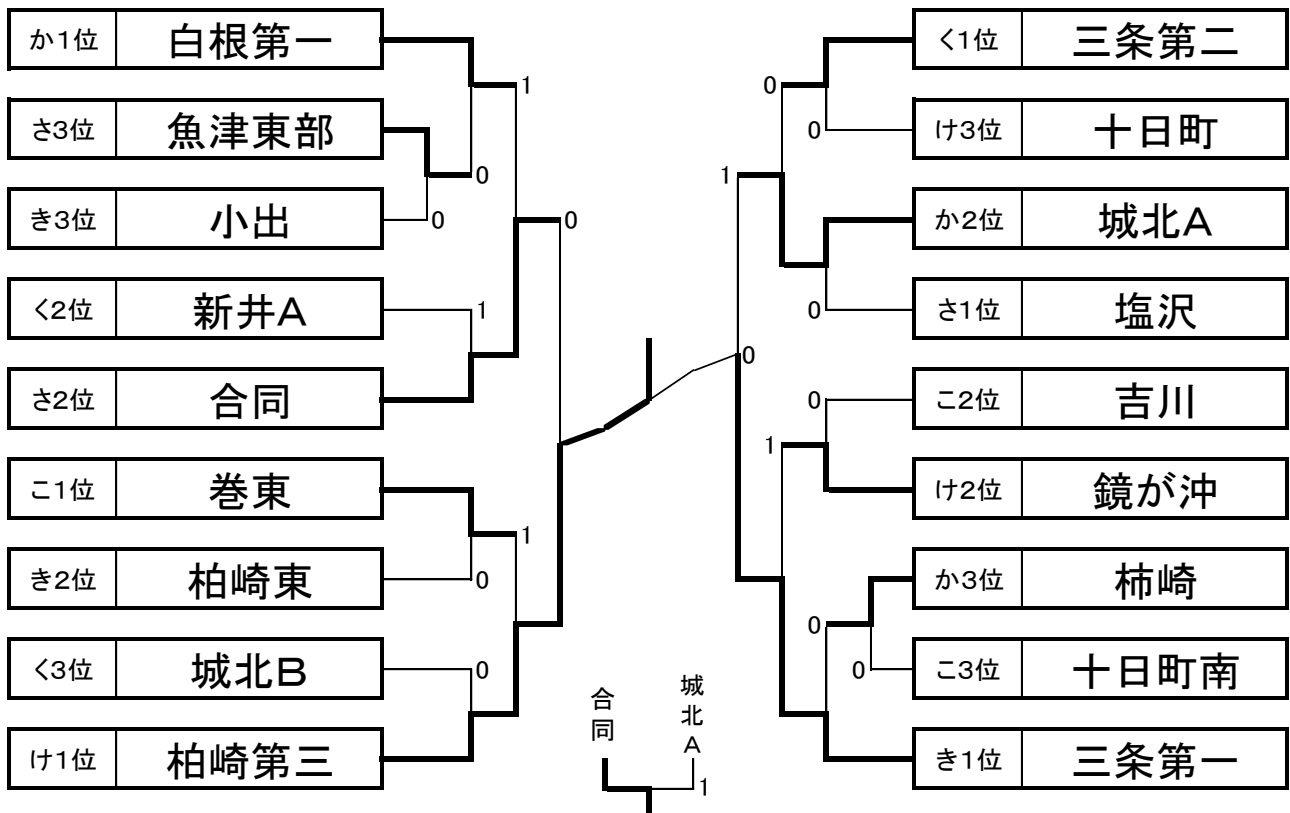 か1位 白根第一
1
さ3位 魚津東部
0
き3位 小出
0
0
く2位 新井A
1
さ2位 合同
こ1位 巻東
1
き2位 柏崎東
0
く3位 城北B
0
け1位 柏崎第三
く1位 三条第二
0
け3位 十日町
0
1
か2位 城北A
さ1位 塩沢
0
0
こ2位 吉川
0
1
け2位 鏡が沖
か3位 柿崎
0
こ3位 十日町南
0
き1位 三条第一
合同
城北A
1